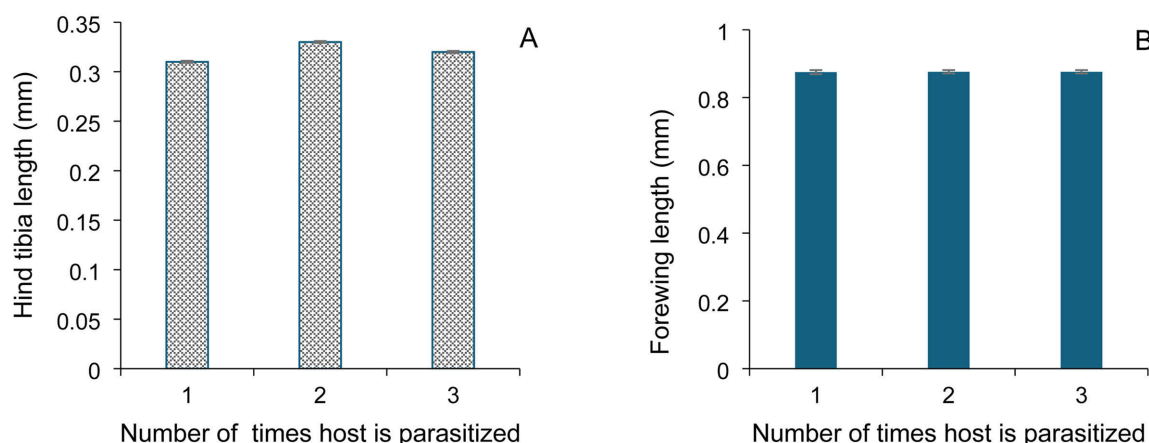 A
Hind tibia length (mm)
0.35
0.3
0.25
0.2
0.15
0.1
0.05
0
1 2 3
Number of times host is parasitized
B
Forewing length (mm)
1
0.8
0.6
0.4
0.2
0
1 2 3
Number of times host is parasitized